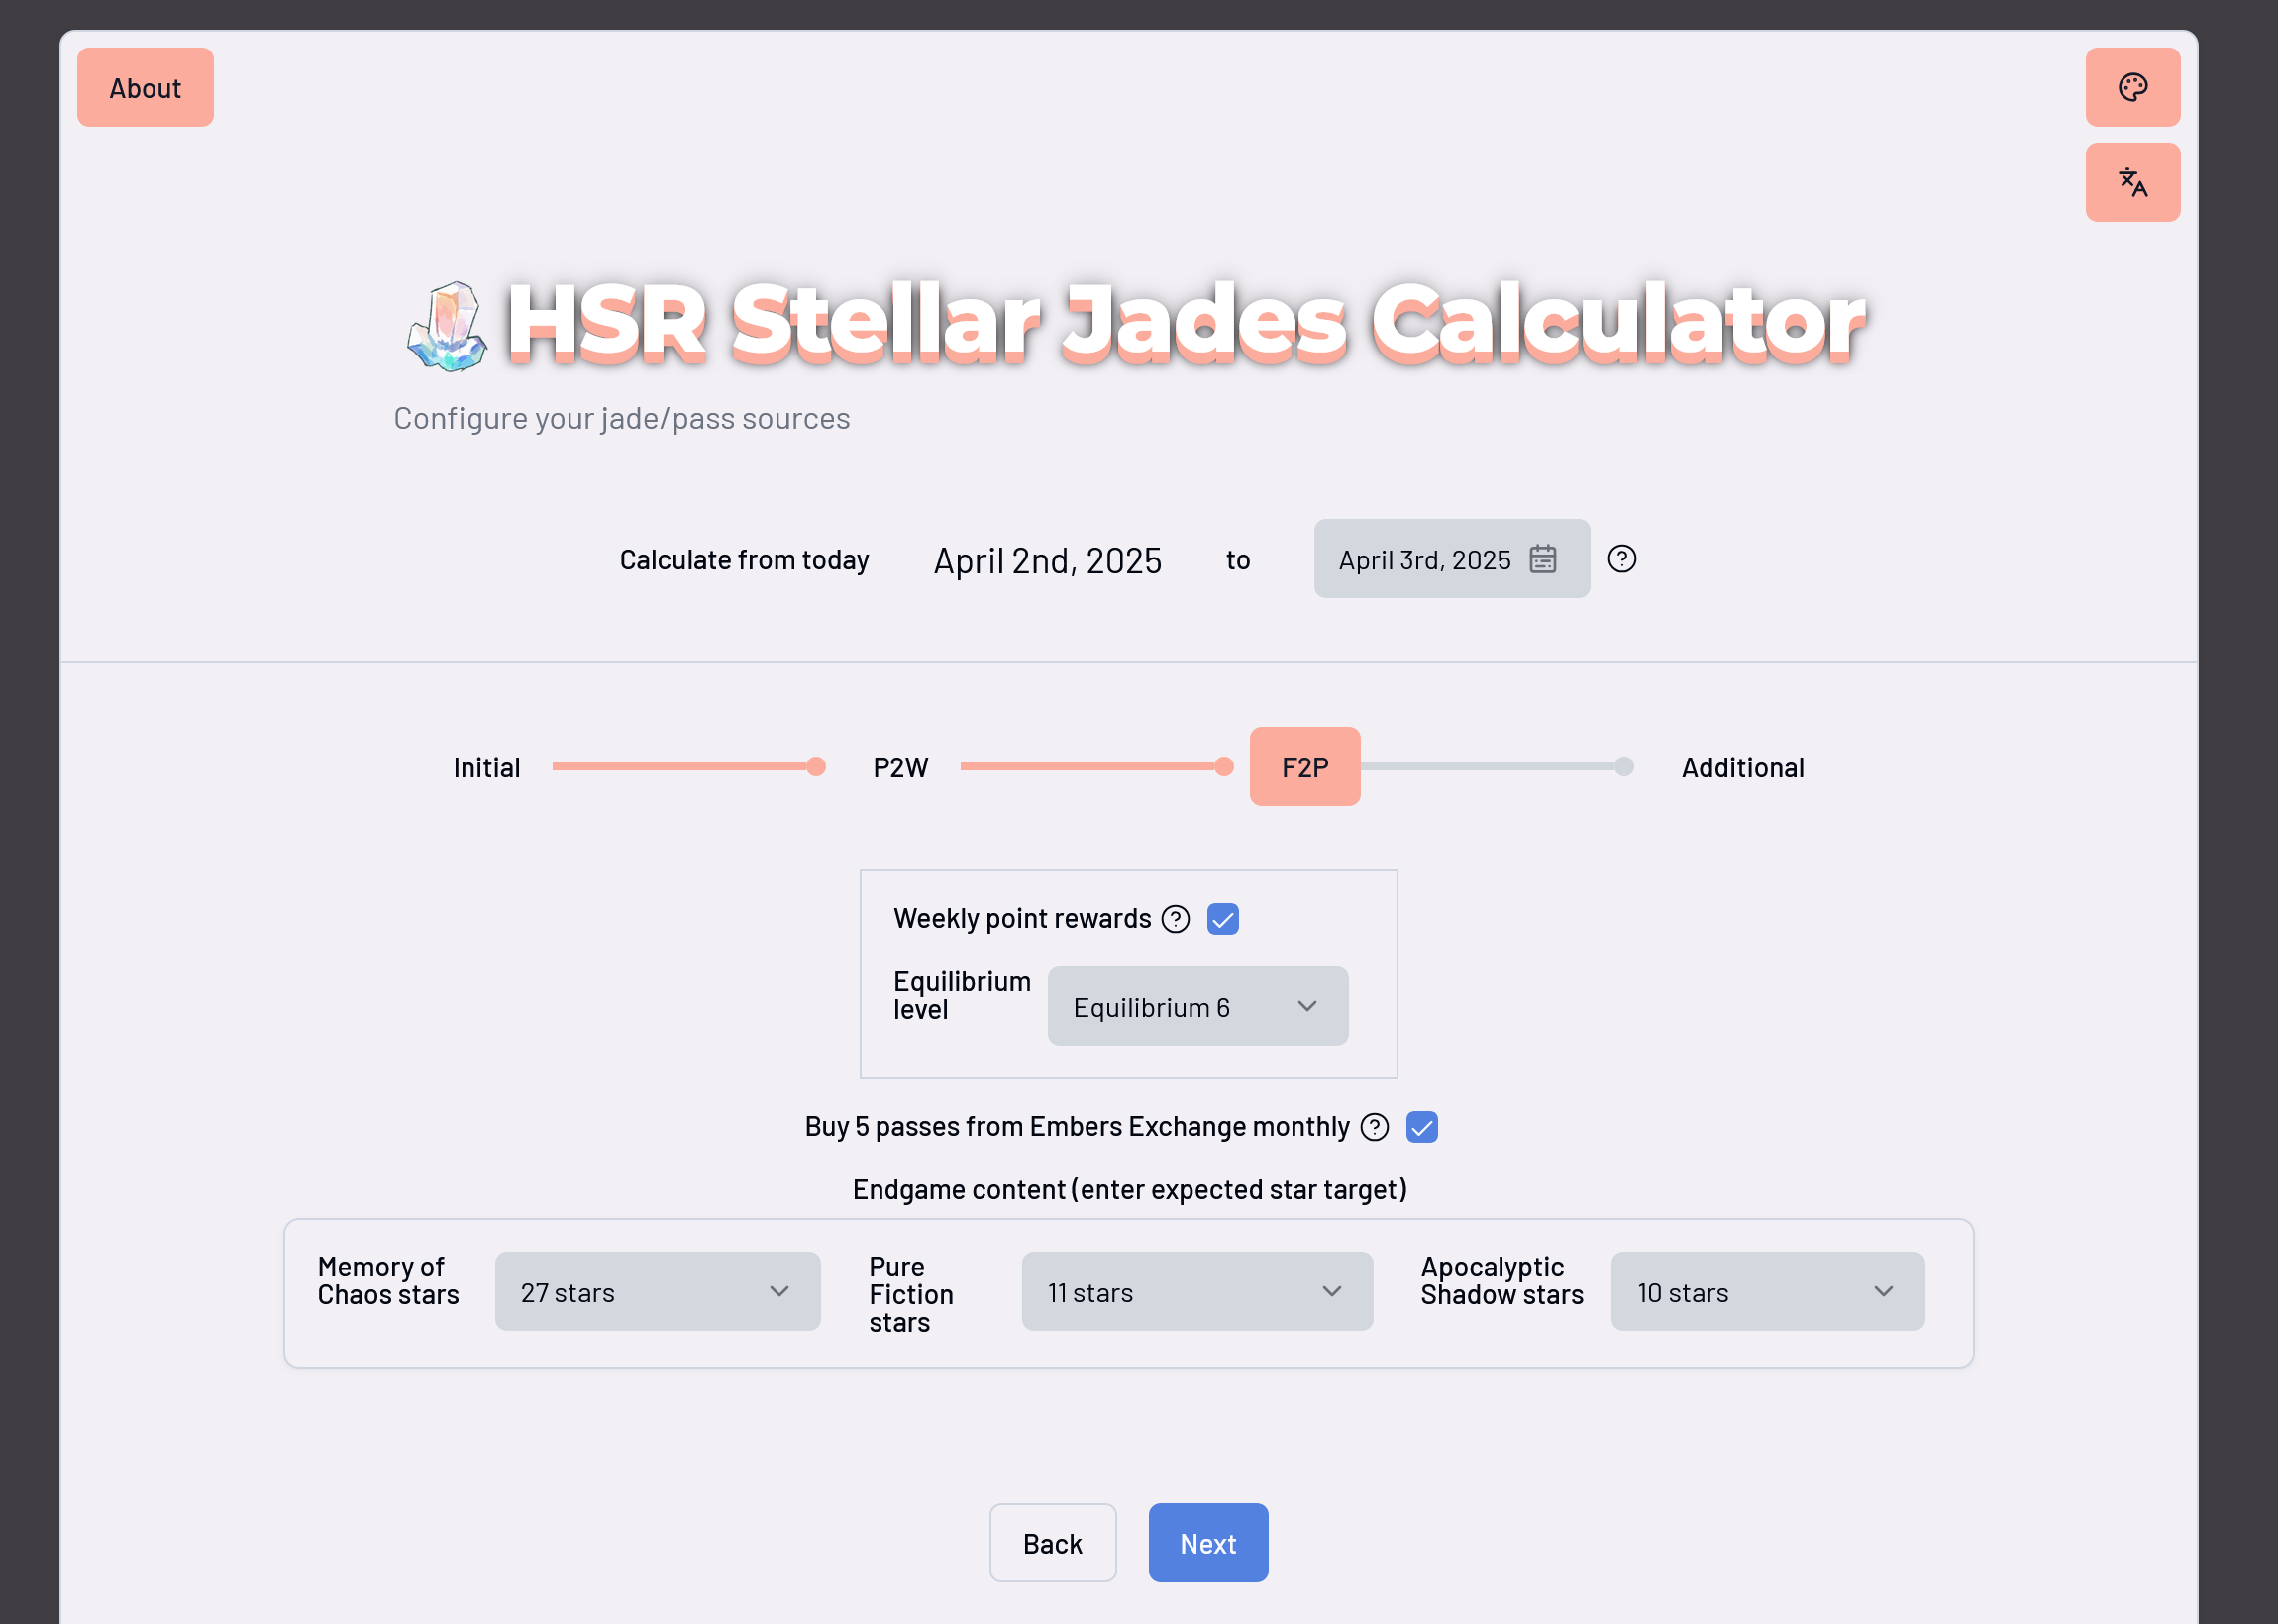 About
HSR Stellar Jades Calculator
Configure your jade/pass sources
Calculate from today April 2nd, 2025 to April 3rd, 2025
Initial P2W F2P Additional
Weekly point rewards
Equilibrium
level
Equilibrium 6
Buy 5 passes from Embers Exchange monthly
Endgame content (enter expected star target)
Memory of
Chaos stars
27 stars
Pure
Fiction
stars
11 stars
Apocalyptic
Shadow stars
10 stars
Back Next